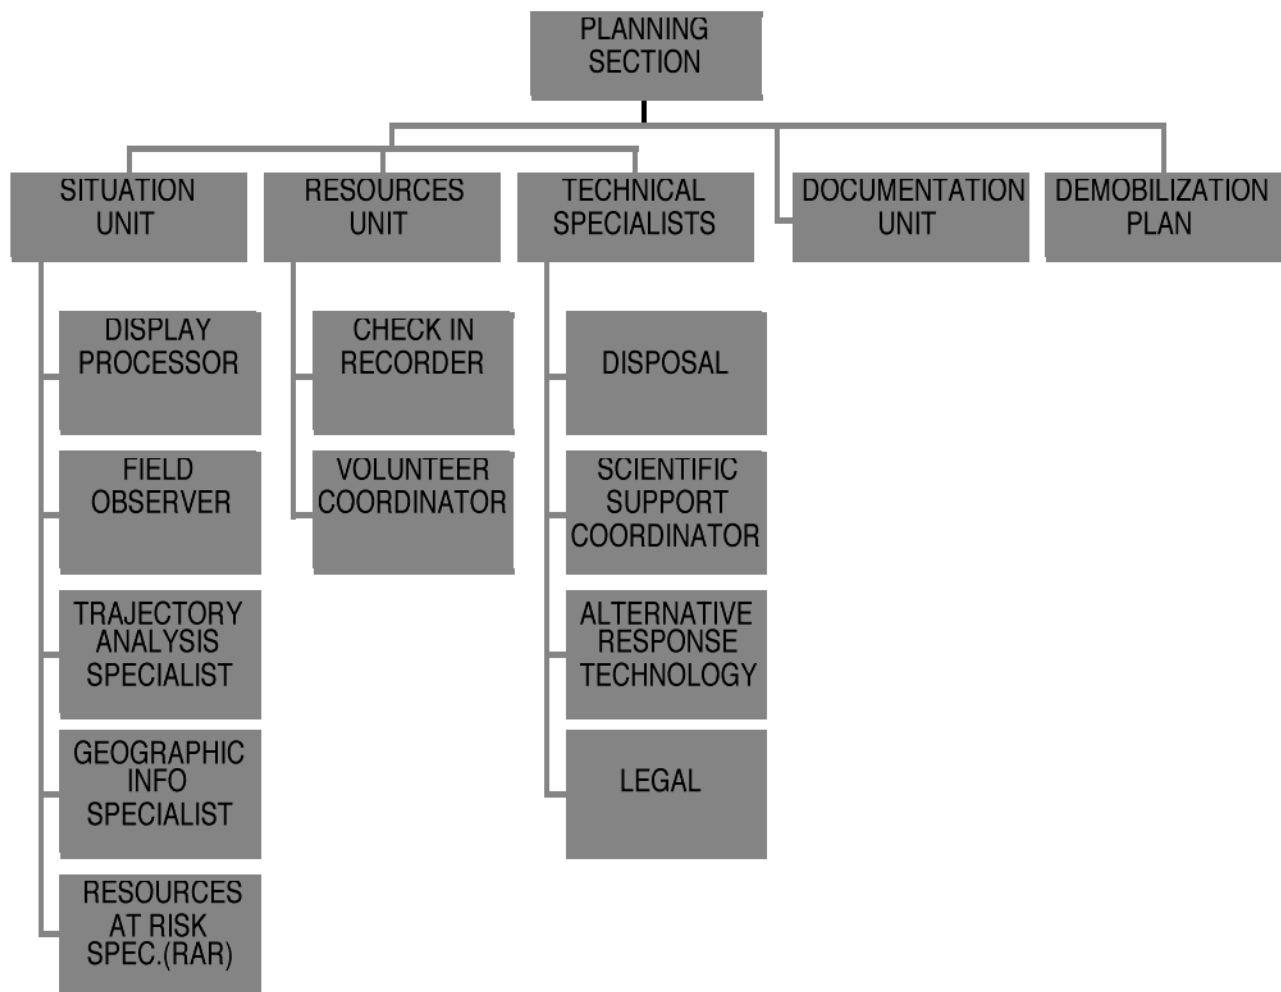 PLANNING
SECTION
SITUATION
UNIT
RESOURCES
UNIT
TECHNICAL
SPECIALISTS
DOCUMENTATION
UNIT
DEMOBILIZATION
PLAN
DISPLAY
PROCESSOR
FIELD
OBSERVER
TRAJECTORY
ANALYSIS
SPECIALIST
GEOGRAPHIC
INFO
SPECIALIST
RESOURCES
AT RISK
SPEC.(RAR)
CHECK IN
RECORDER
VOLUNTEER
COORDINATOR
DISPOSAL
SCIENTIFIC
SUPPORT
COORDINATOR
ALTERNATIVE
RESPONSE
TECHNOLOGY
LEGAL